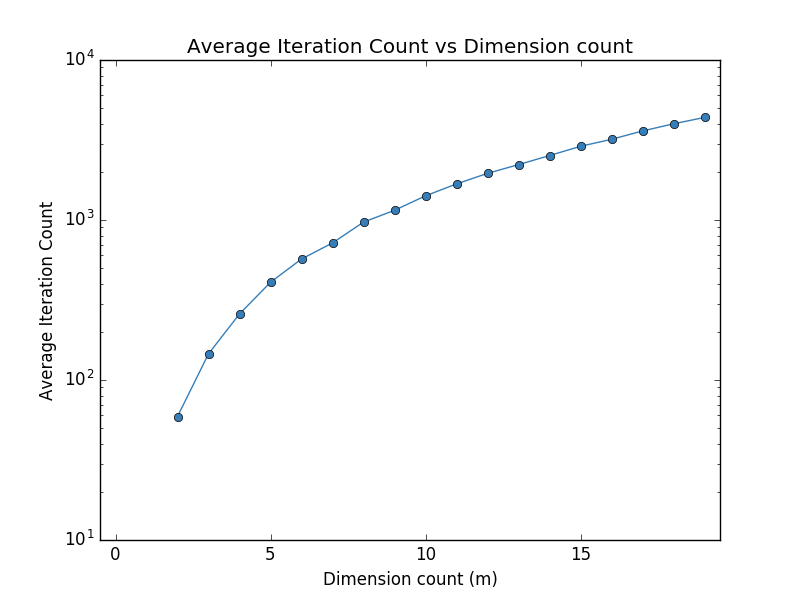 Average Iteration Count vs Dimension count
10^4
10^3
10^2
10^1
Average Iteration Count
0 5 10 15
Dimension count (m)